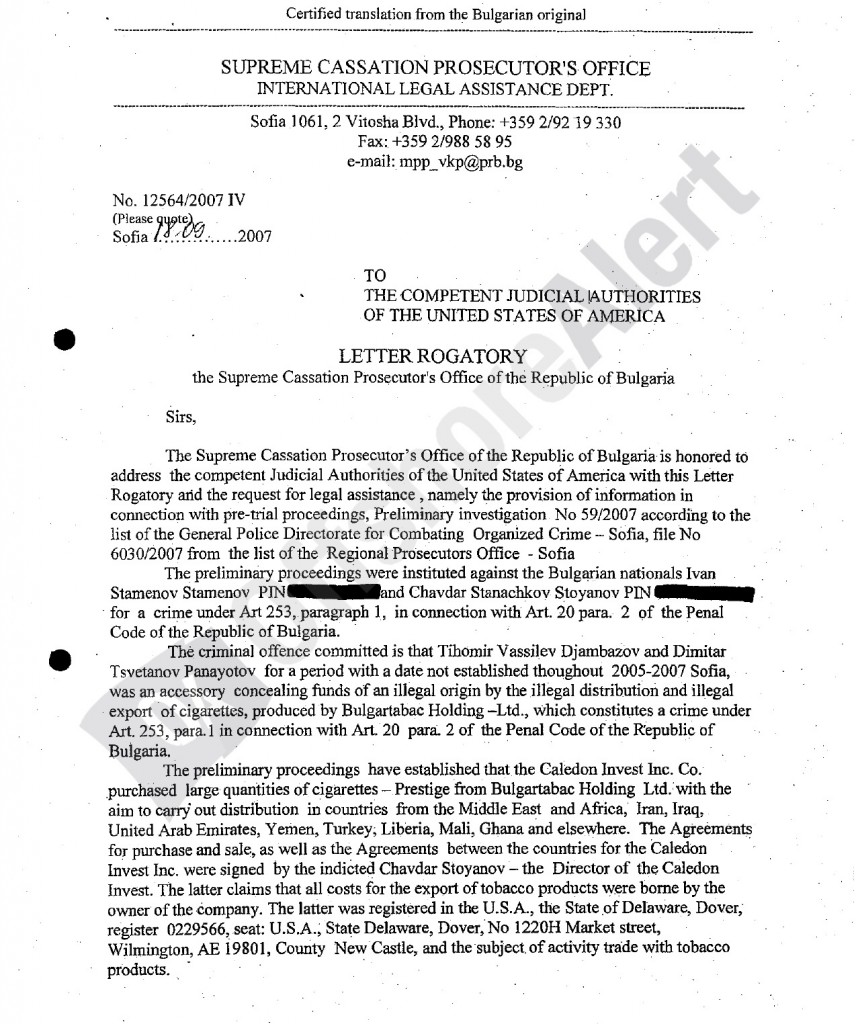 Certified translation from the Bulgarian original
SUPREME CASSATION PROSECUTOR'S OFFICE
INTERNATIONAL LEGAL ASSISTANCE DEPT.
Sofia 1061, 2 Vitosha Blvd., Phone: +359 2/92 19 330
Fax: +359 2/988 58 95
e-mail: mpp_vkp@prb.bg
No. 12564/2007 IV
(Please quote)
Sofia 18.09..............2007
TO
THE COMPETENT JUDICIAL AUTHORITIES
OF THE UNITED STATES OF AMERICA
LETTER ROGATORY
the Supreme Cassation Prosecutor's Office of the Republic of Bulgaria
Sirs,
The Supreme Cassation Prosecutor's Office of the Republic of Bulgaria is honored to
address the competent Judicial Authorities of the United States of America with this Letter
Rogatory and the request for legal assistance , namely the provision of information in
connection with pre-trial proceedings, Preliminary investigation No 59/2007 according to the
list of the General Police Directorate for Combating Organized Crime – Sofia, file No
6030/2007 from the list of the Regional Prosecutors Office - Sofia
The preliminary proceedings were instituted against the Bulgarian nationals Ivan
Stamenov Stamenov PIN and Chavdar Stanachkov Stoyanov PIN
for a crime under Art 253, paragraph 1, in connection with Art. 20 para. 2 of the Penal
Code of the Republic of Bulgaria.
The criminal offence committed is that Tihomir Vassilev Djambazov and Dimitar
Tsvetanov Panayotov for a period with a date not established thoughout 2005-2007 Sofia,
was an accessory concealing funds of an illegal origin by the illegal distribution and illegal
export of cigarettes, produced by Bulgartabac Holding –Ltd., which constitutes a crime under
Art. 253, para.1 in connection with Art. 20 para. 2 of the Penal Code of the Republic of
Bulgaria.
The preliminary proceedings have established that the Caledon Invest Inc. Co.
purchased large quantities of cigarettes – Prestige from Bulgartabac Holding Ltd. with the
aim to carry out distribution in countries from the Middle East and Africa, Iran, Iraq,
United Arab Emirates, Yemen, Turkey, Liberia, Mali, Ghana and elsewhere. The Agreements
for purchase and sale, as well as the Agreements between the countries for the Caledon
Invest Inc. were signed by the indicted Chavdar Stoyanov – the Director of the Caledon
Invest. The latter claims that all costs for the export of tobacco products were borne by the
owner of the company. The latter was registered in the U.S.A., the State of Delaware, Dover,
register 0229566, seat: U.S.A., State Delaware, Dover, No 1220H Market street,
Wilmington, AE 19801, County New Castle, and the subject of activity trade with tobacco
products.
OffshoreAlert